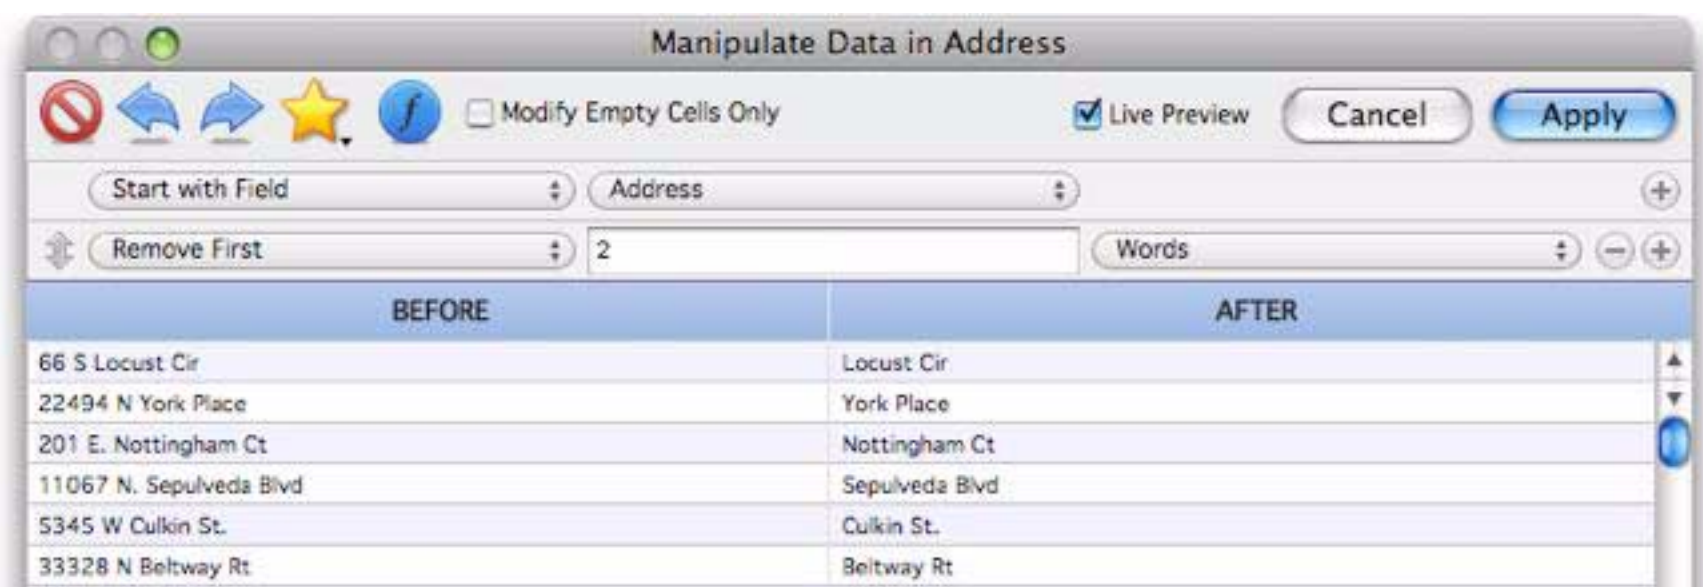 Manipulate Data in Address
Modify Empty Cells Only Live Preview Cancel Apply
Start with Field Address
Remove First 2 Words
BEFORE AFTER
66 S Locust Cir Locust Cir
22494 N York Place York Place
201 E. Nottingham Ct Nottingham Ct
11067 N. Sepulveda Blvd Sepulveda Blvd
5345 W Culkin St. Culkin St.
33328 N Beltway Rt Beltway Rt